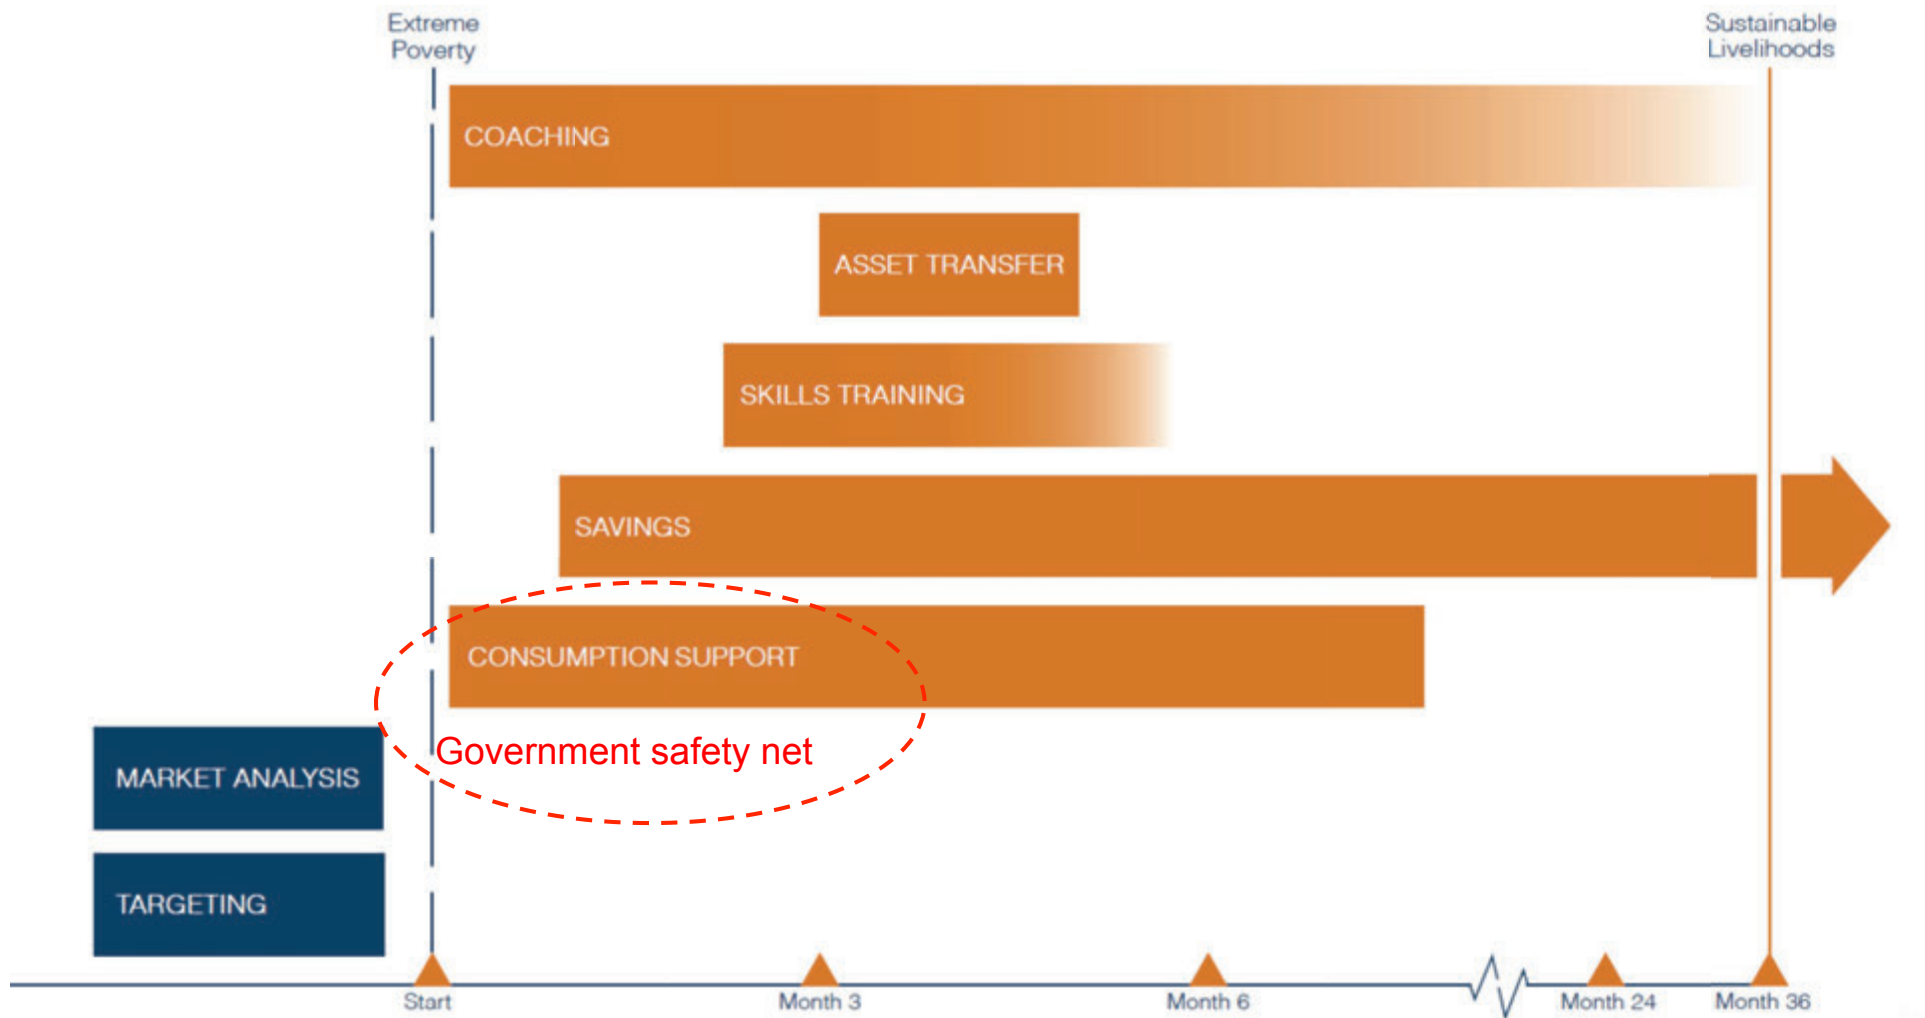 Extreme
Poverty
Sustainable
Livelihoods
COACHING
ASSET TRANSFER
SKILLS TRAINING
SAVINGS
CONSUMPTION SUPPORT
Government safety net
MARKET ANALYSIS
TARGETING
Start
Month 3
Month 6
Month 24
Month 36